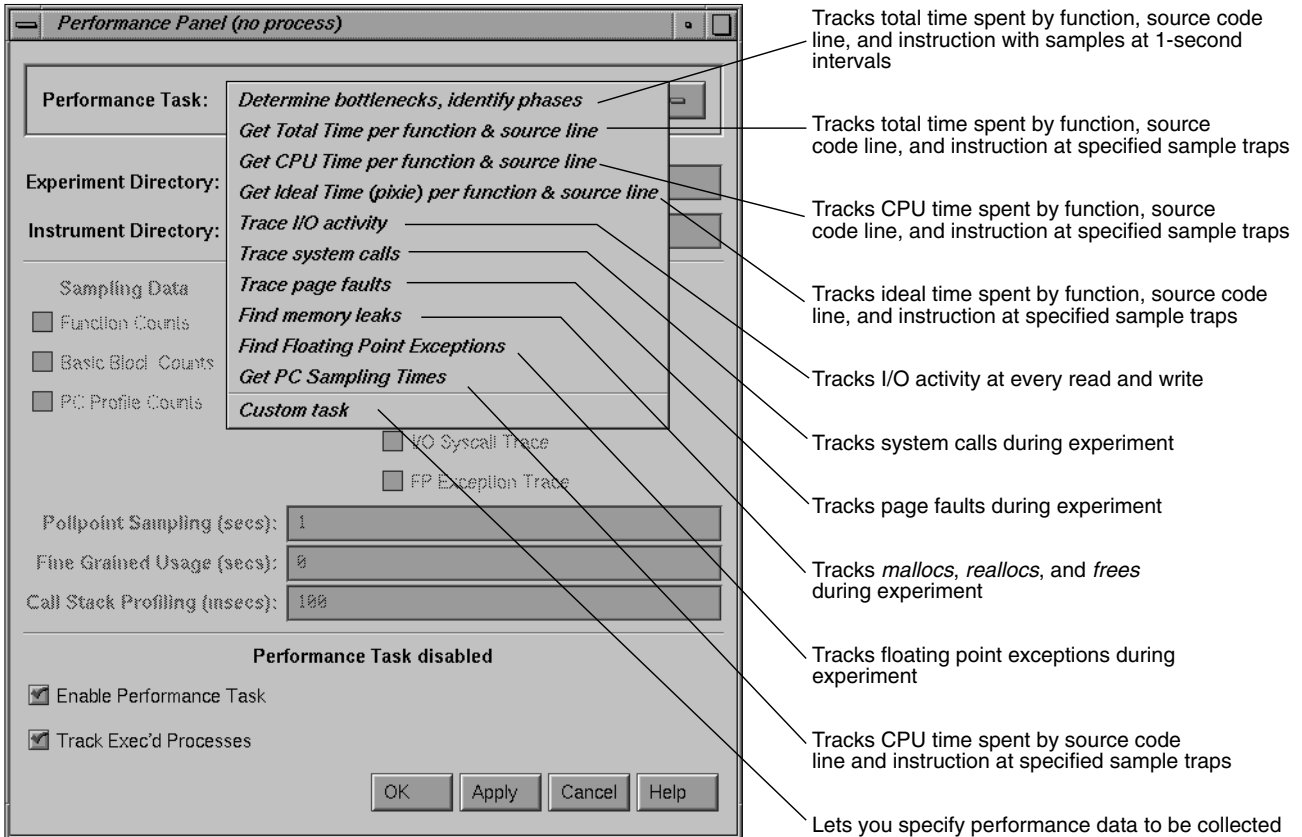 Performance Panel (no process)
Performance Task:
Determine bottlenecks, identify phases
Get Total Time per function & source line
Get CPU Time per function & source line
Get Ideal Time (pixie) per function & source line
Trace I/O activity
Trace system calls
Trace page faults
Find memory leaks
Find Floating Point Exceptions
Get PC Sampling Times
Custom task
Experiment Directory:
Instrument Directory:
Sampling Data
Function Counts
Basic Block Counts
PC Profile Counts
I/O Syscall Trace
FP Exception Trace
Pollpoint Sampling (secs): 1
Fine Grained Usage (secs): 0
Call Stack Profiling (msecs): 100
Performance Task disabled
Enable Performance Task
Track Exec'd Processes
OK Apply Cancel Help
Tracks total time spent by function, source code
line, and instruction with samples at 1-second
intervals
Tracks total time spent by function, source
code line, and instruction at specified sample traps
Tracks CPU time spent by function, source
code line, and instruction at specified sample traps
Tracks ideal time spent by function, source code
line, and instruction at specified sample traps
Tracks I/O activity at every read and write
Tracks system calls during experiment
Tracks page faults during experiment
Tracks mallocs, reallocs, and frees
during experiment
Tracks floating point exceptions during
experiment
Tracks CPU time spent by source code
line and instruction at specified sample traps
Lets you specify performance data to be collected